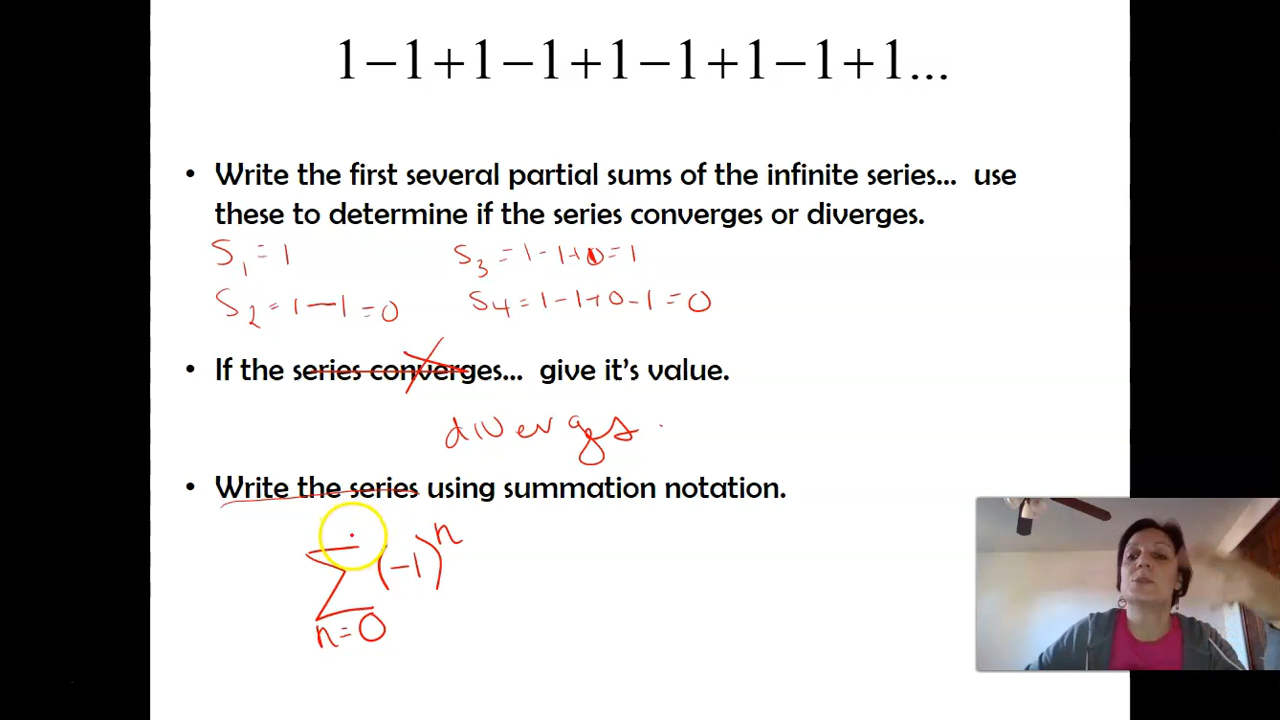 1−1+1−1+1−1+1−1+1...
• Write the first several partial sums of the infinite series... use
these to determine if the series converges or diverges.
S₁ = 1
S₃ = 1 - 1 + 0 = 1
S₂ = 1 - 1 = 0
S₄ = 1 - 1 + 0 - 1 = 0
• If the series converges... give it's value.
diverges.
• Write the series using summation notation.
∑ (-1)ⁿ
n=0